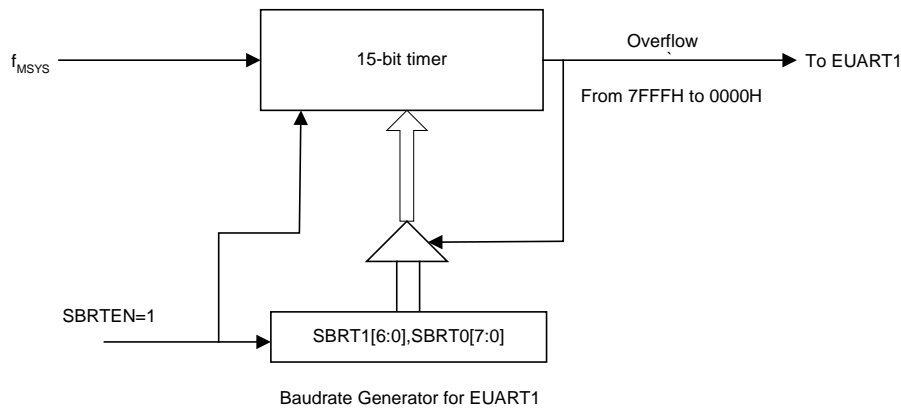 Overflow
15-bit timer
fMSYS
To EUART1
From 7FFFH to 0000H
SBRTEN=1
SBRT1[6:0],SBRT0[7:0]
Baudrate Generator for EUART1